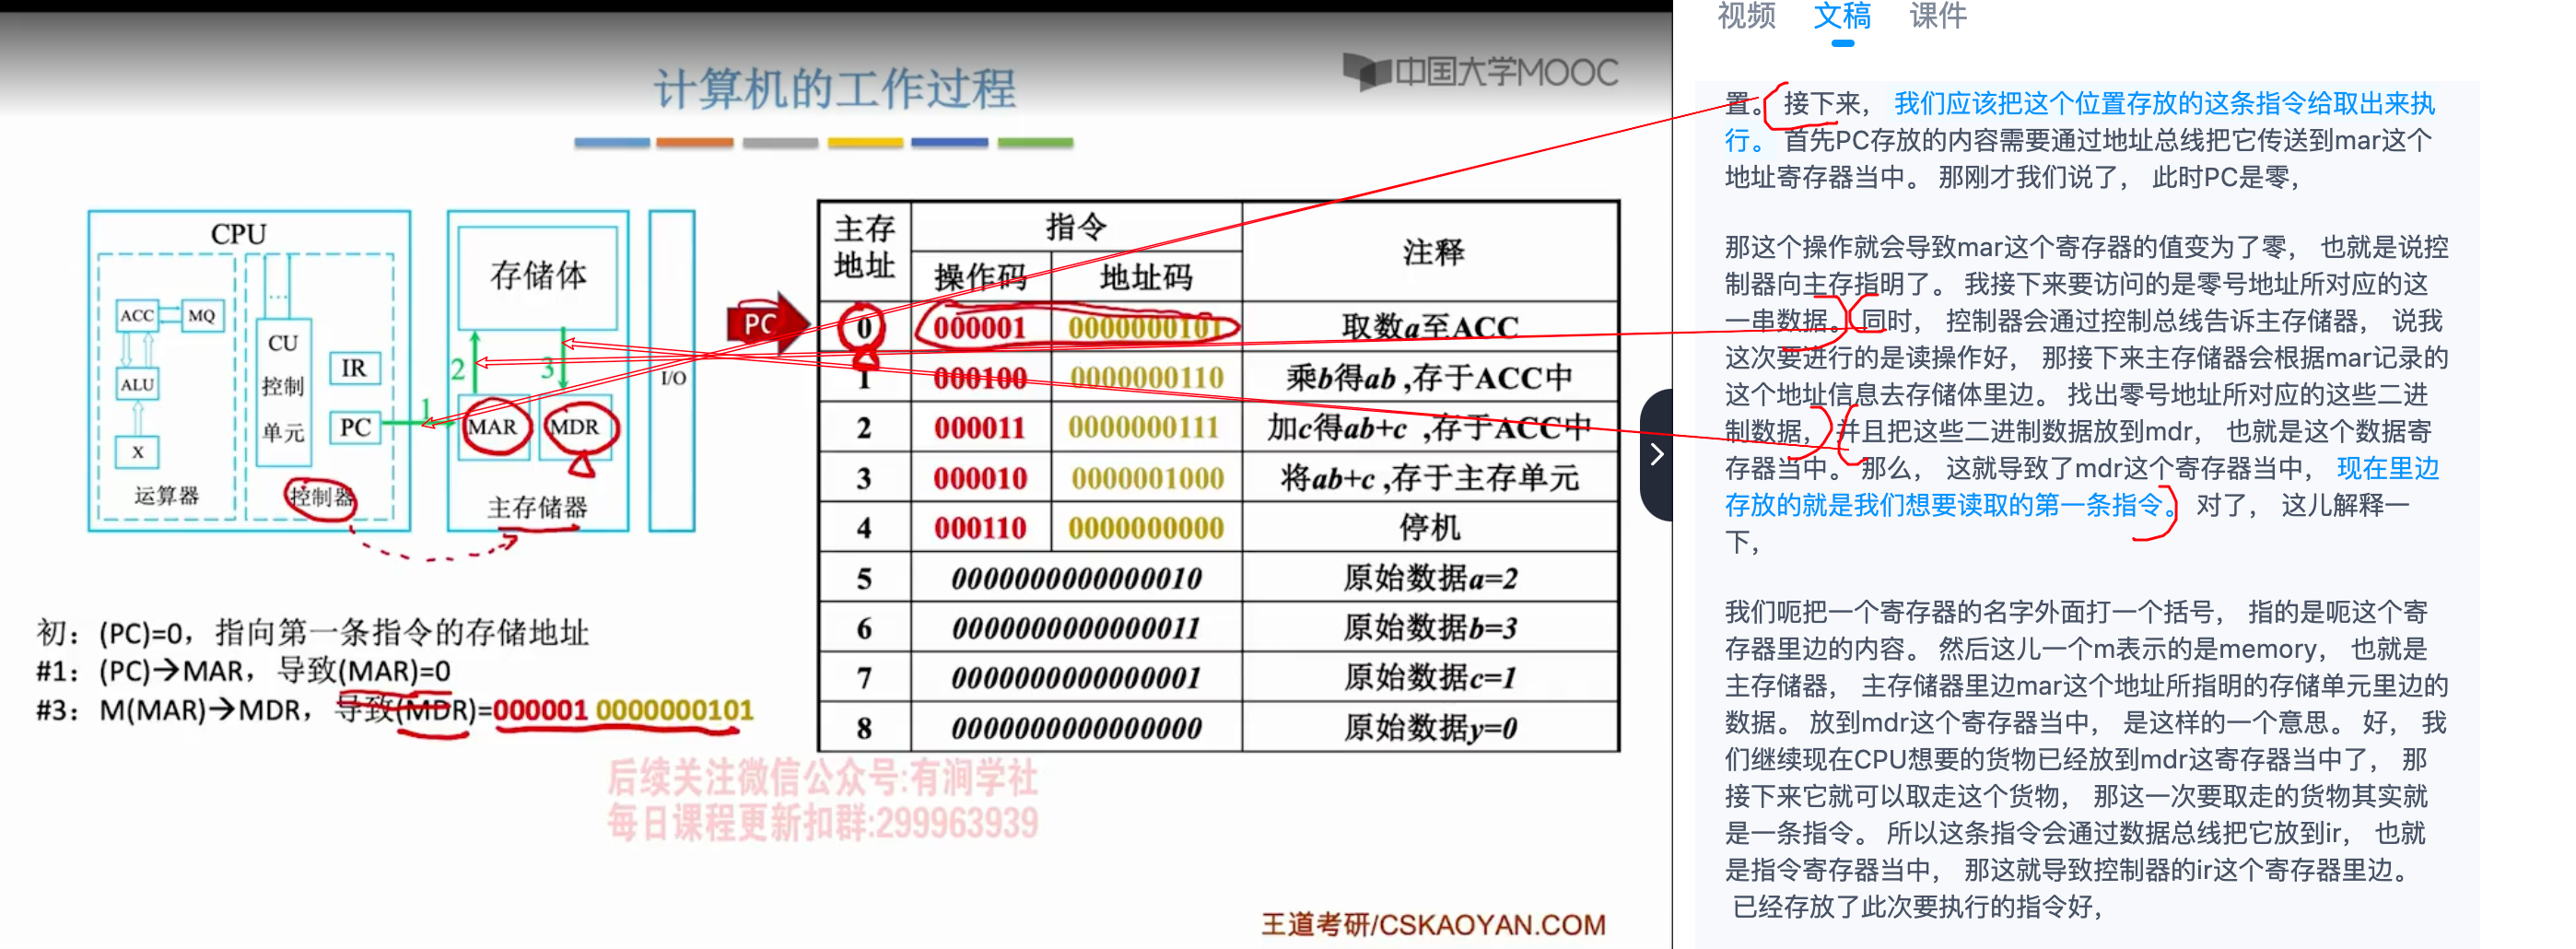 计算机的工作过程
中国大学MOOC
CPU
ACC
MQ
ALU
X
运算器
...
CU
控制
单元
IR
PC
控制器
存储体
2
3
1
MAR
MDR
主存储器
I/O
PC
主存地址 指令 注释
操作码 地址码
0 000001 0000000101 取数a至ACC
1 000100 0000000110 乘b得ab ,存于ACC中
2 000011 0000000111 加c得ab+c ,存于ACC中
3 000010 0000001000 将ab+c ,存于主存单元
4 000110 0000000000 停机
5 0000000000000010 原始数据a=2
6 0000000000000011 原始数据b=3
7 0000000000000001 原始数据c=1
8 0000000000000000 原始数据y=0
初：(PC)=0，指向第一条指令的存储地址
#1：(PC)→MAR，导致(MAR)=0
#3：M(MAR)→MDR，导致(MDR)=000001 0000000101
后续关注微信公众号:有涧学社
每日课程更新扣群:299963939
王道考研/CSKAOYAN.COM
视频 文稿 课件
置。 接下来， 我们应该把这个位置存放的这条指令给取出来执
行。 首先PC存放的内容需要通过地址总线把它传送到mar这个
地址寄存器当中。 那刚才我们说了， 此时PC是零，
那这个操作就会导致mar这个寄存器的值变为了零， 也就是说控
制器向主存指明了。 我接下来要访问的是零号地址所对应的这
一串数据。 同时， 控制器会通过控制总线告诉主存储器， 说我
这次要进行的是读操作好， 那接下来主存储器会根据mar记录的
这个地址信息去存储体里边。 找出零号地址所对应的这些二进
制数据， 并且把这些二进制数据放到mdr， 也就是这个数据寄
存器当中。 那么， 这就导致了mdr这个寄存器当中， 现在里边
存放的就是我们想要读取的第一条指令。 对了， 这儿解释一
下，
我们呃把一个寄存器的名字外面打一个括号， 指的是呃这个寄
存器里边的内容。 然后这儿一个m表示的是memory， 也就是
主存储器， 主存储器里边mar这个地址所指明的存储单元里边的
数据。 放到mdr这个寄存器当中， 是这样的一个意思。 好， 我
们继续现在CPU想要的货物已经放到mdr这寄存器当中了， 那
接下来它就可以取走这个货物， 那这一次要取走的货物其实就
是一条指令。 所以这条指令会通过数据总线把它放到ir， 也就
是指令寄存器当中， 那这就导致控制器的ir这个寄存器里边。
已经存放了此次要执行的指令好，